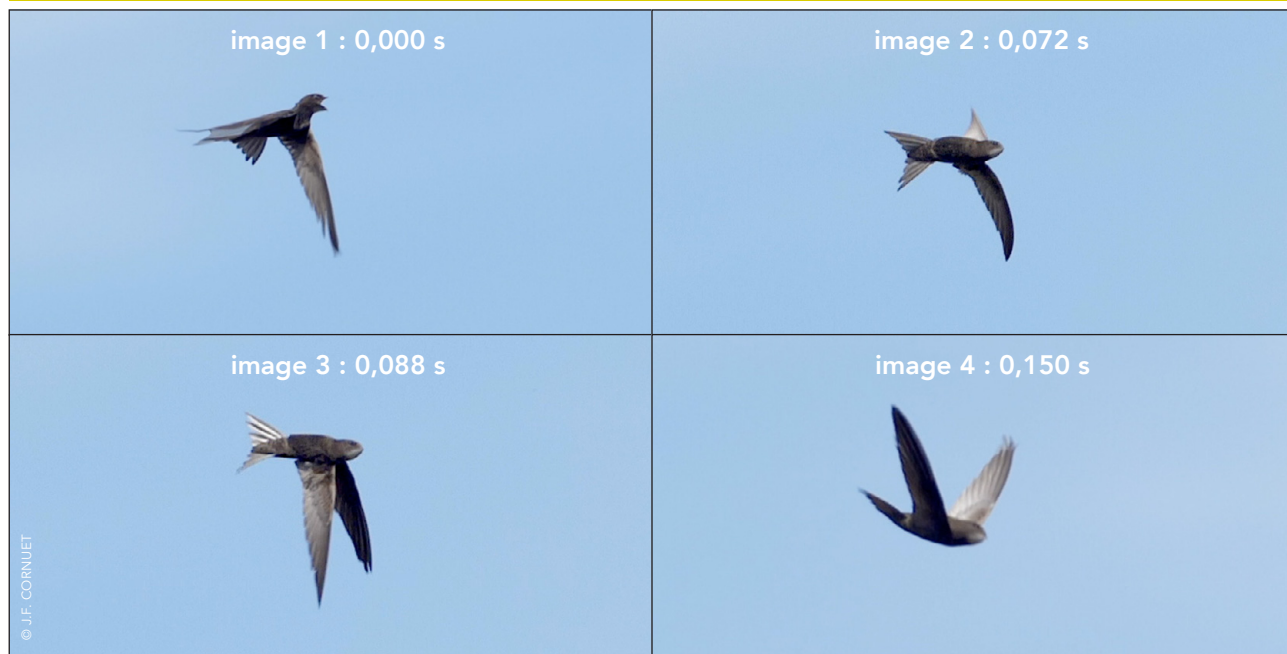 image 1 : 0,000 s
image 2 : 0,072 s
image 3 : 0,088 s
image 4 : 0,150 s
© J.F. CORNUET